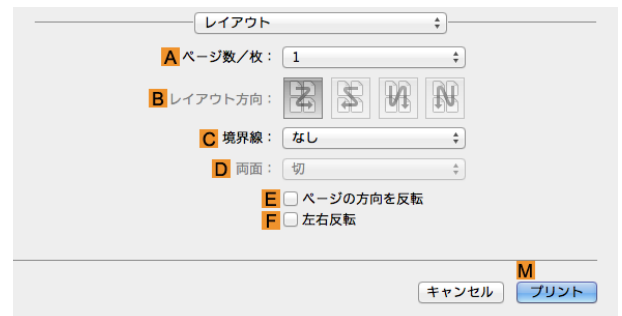 レイアウト
A ページ数/枚： 1
B レイアウト方向：
C 境界線： なし
D 両面： 切
E ページの方向を反転
F 左右反転
M
キャンセル プリント